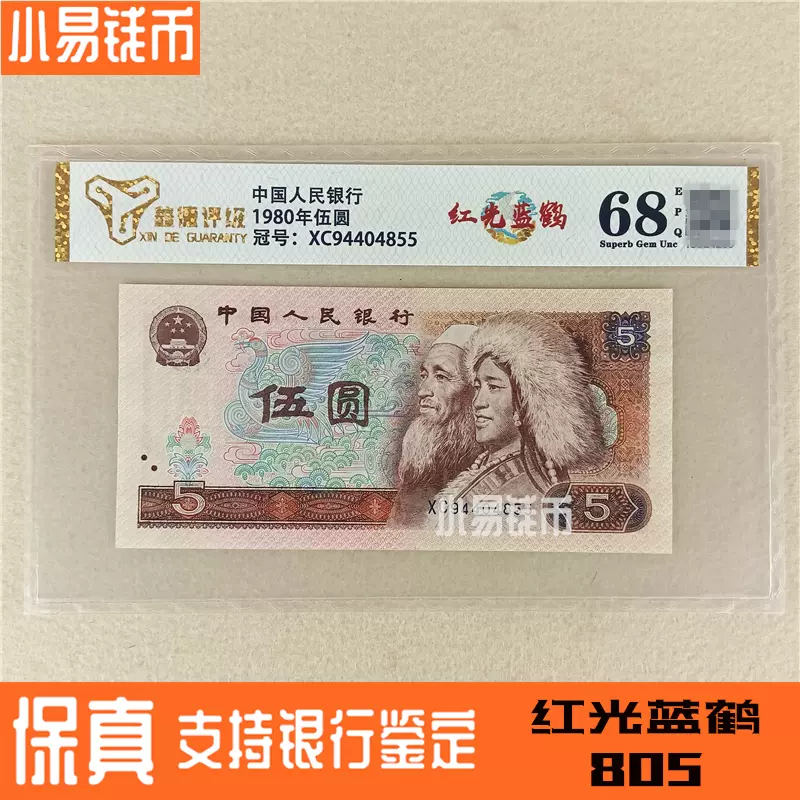 小易钱币
鑫德评级
XIN DE GUARANTY
中国人民银行
1980年伍圆
冠号：XC94404855
红光蓝鹤
68
EPQ
Superb Gem Unc
中国人民银行
5
伍圆
5
5
小易钱币
保真
支持银行鉴定
红光蓝鹤
805